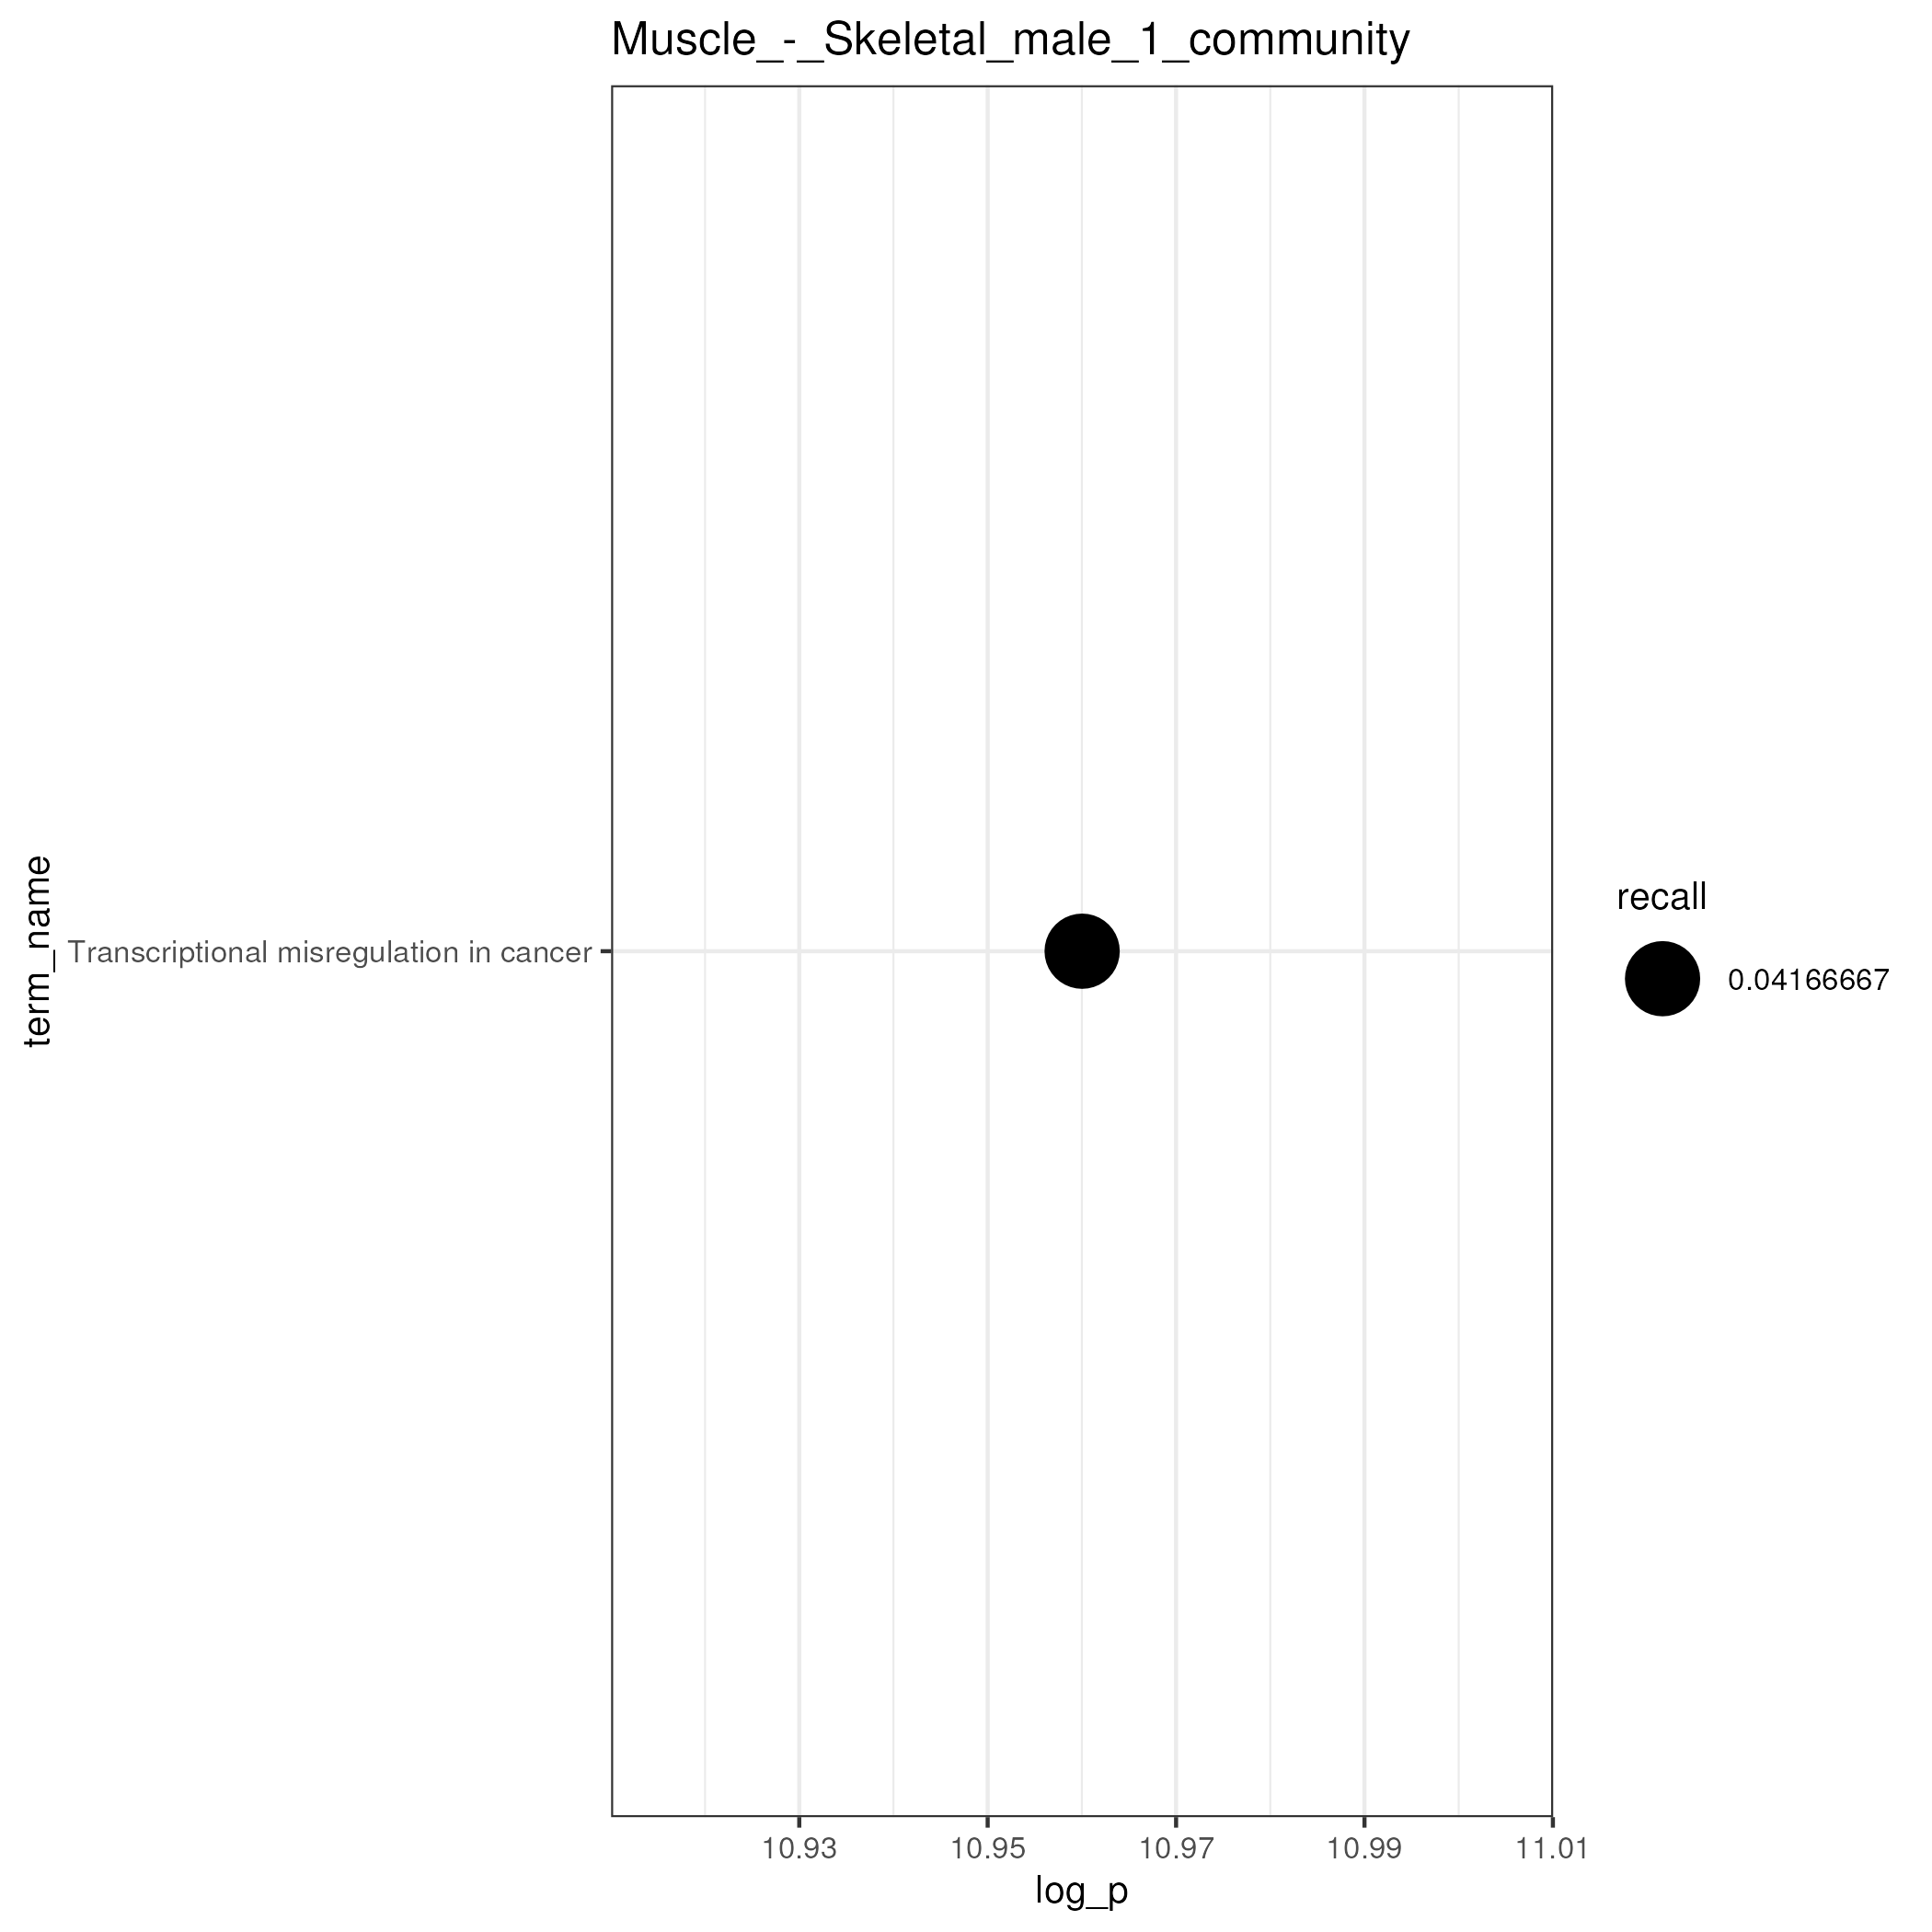 Muscle_-_Skeletal_male_1_community
term_name
Transcriptional misregulation in cancer
recall
0.04166667
10.93 10.95 10.97 10.99 11.01
log_p